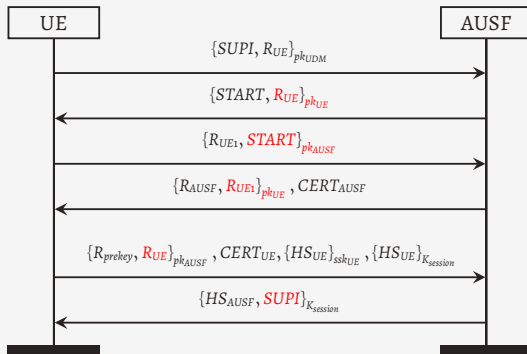 UE AUSF
{SUPI, R_UE}_pk_UDM
{START, R_UE}_pk_UE
{R_UE1, START}_pk_AUSF
{R_AUSF, R_UE1}_pk_UE , CERT_AUSF
{R_prekey, R_UE}_pk_AUSF , CERT_UE, {HS_UE}_ssk_UE , {HS_UE}_K_session
{HS_AUSF, SUPI}_K_session